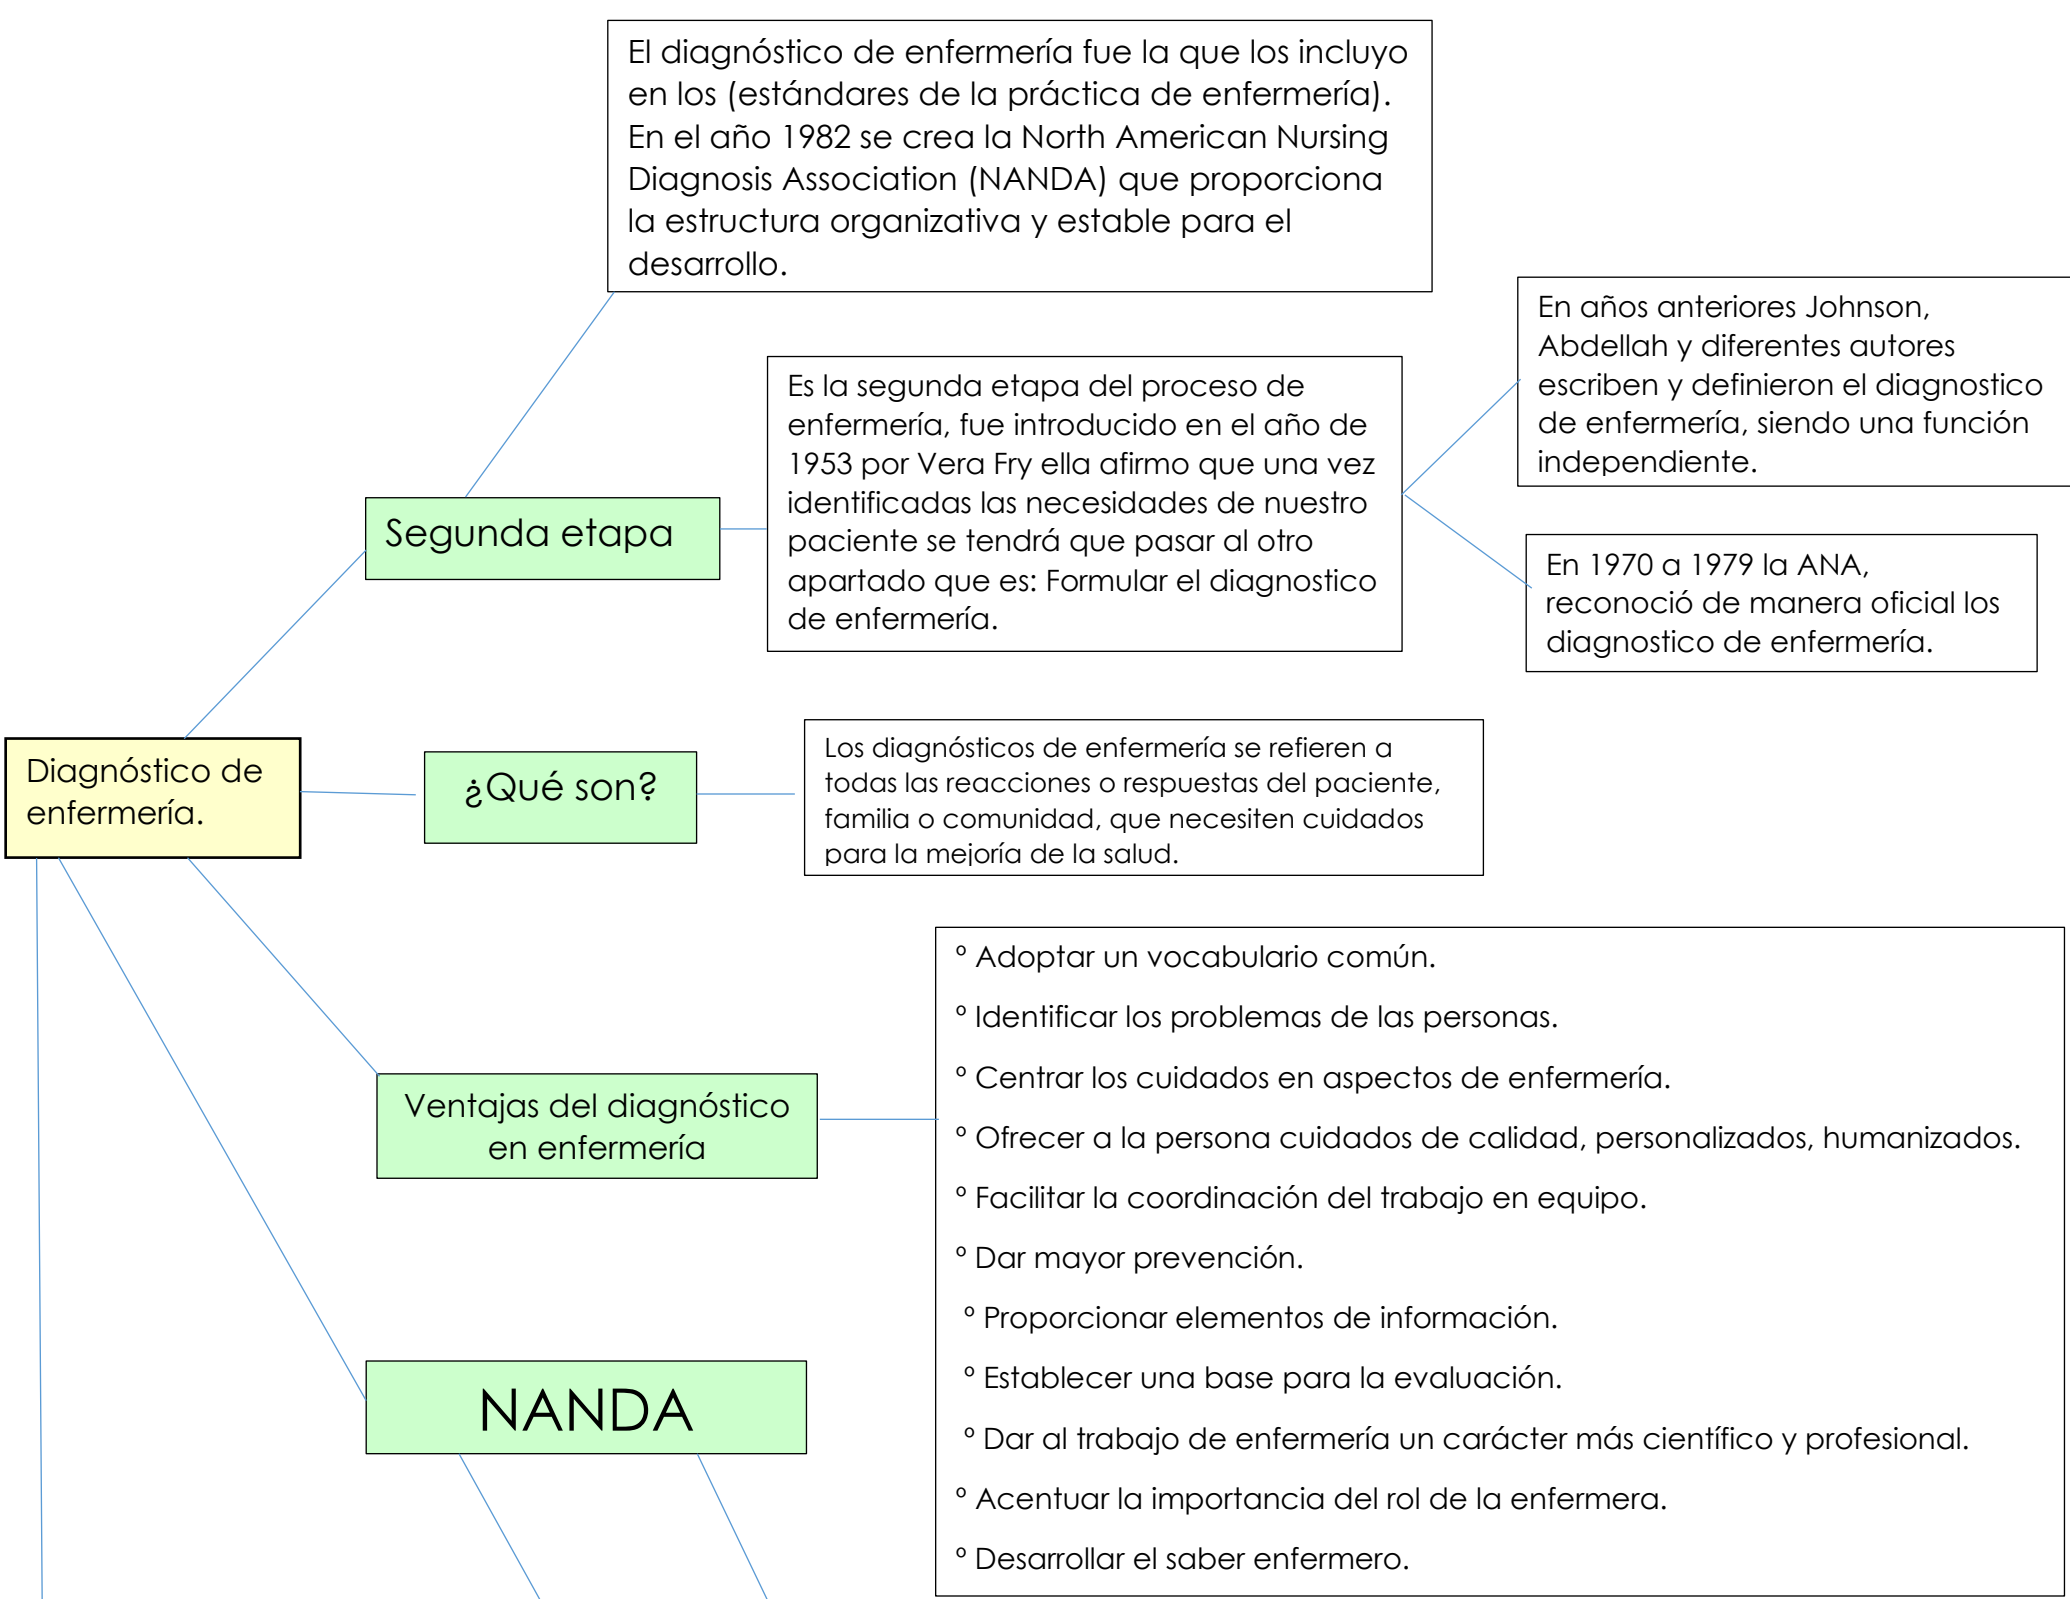 El diagnóstico de enfermería fue la que los incluyo
en los (estándares de la práctica de enfermería).
En el año 1982 se crea la North American Nursing
Diagnosis Association (NANDA) que proporciona
la estructura organizativa y estable para el
desarrollo.
En años anteriores Johnson,
Abdellah y diferentes autores
escriben y definieron el diagnostico
de enfermería, siendo una función
independiente.
Es la segunda etapa del proceso de
enfermería, fue introducido en el año de
1953 por Vera Fry ella afirmo que una vez
identificadas las necesidades de nuestro
paciente se tendrá que pasar al otro
apartado que es: Formular el diagnostico
de enfermería.
Segunda etapa
En 1970 a 1979 la ANA,
reconoció de manera oficial los
diagnostico de enfermería.
Diagnóstico de
enfermería.
¿Qué son?
Los diagnósticos de enfermería se refieren a
todas las reacciones o respuestas del paciente,
familia o comunidad, que necesiten cuidados
para la mejoría de la salud.
Ventajas del diagnóstico
en enfermería
º Adoptar un vocabulario común.
º Identificar los problemas de las personas.
º Centrar los cuidados en aspectos de enfermería.
º Ofrecer a la persona cuidados de calidad, personalizados, humanizados.
º Facilitar la coordinación del trabajo en equipo.
º Dar mayor prevención.
º Proporcionar elementos de información.
º Establecer una base para la evaluación.
º Dar al trabajo de enfermería un carácter más científico y profesional.
º Acentuar la importancia del rol de la enfermera.
º Desarrollar el saber enfermero.
NANDA